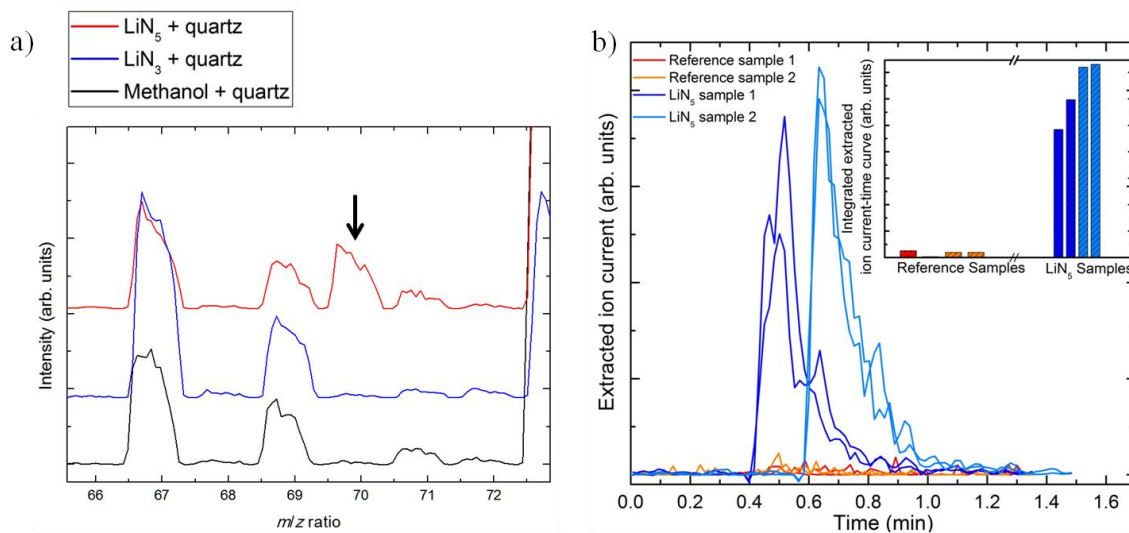 a)
LiN₅ + quartz
LiN₃ + quartz
Methanol + quartz
Intensity (arb. units)
66 67 68 69 70 71 72
m/z ratio
b)
Reference sample 1
Reference sample 2
LiN₅ sample 1
LiN₅ sample 2
Extracted ion current (arb. units)
Integrated extracted
ion current-time curve (arb. units)
Reference Samples
LiN₅ Samples
0.0 0.2 0.4 0.6 0.8 1.0 1.2 1.4 1.6
Time (min)